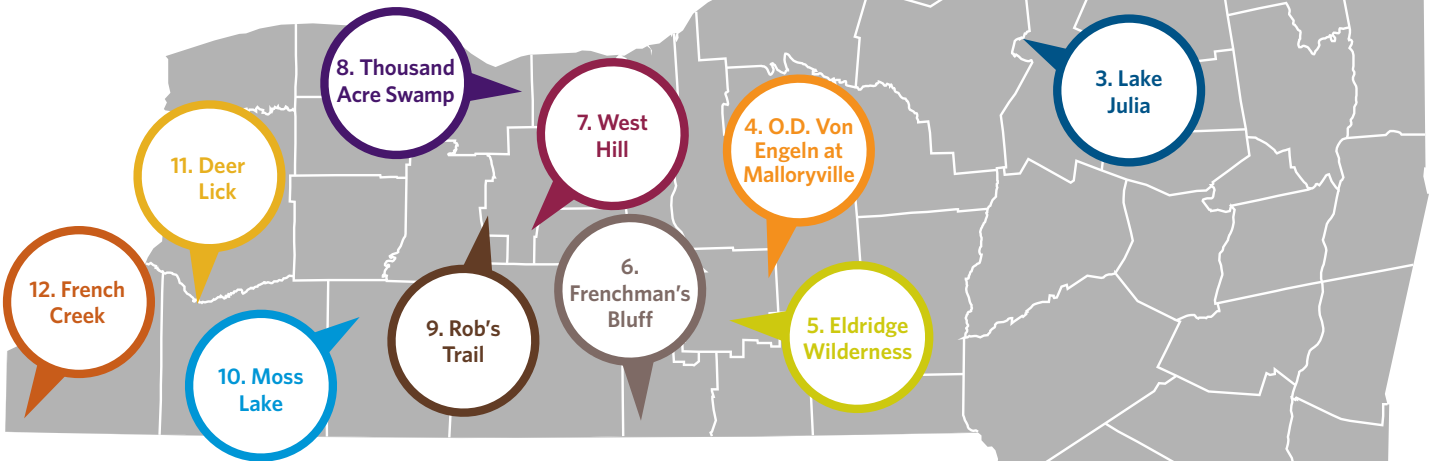 3. Lake
Julia
4. O.D. Von
Engeln at
Malloryville
5. Eldridge
Wilderness
6.
Frenchman's
Bluff
7. West
Hill
8. Thousand
Acre Swamp
9. Rob's
Trail
10. Moss
Lake
11. Deer
Lick
12. French
Creek